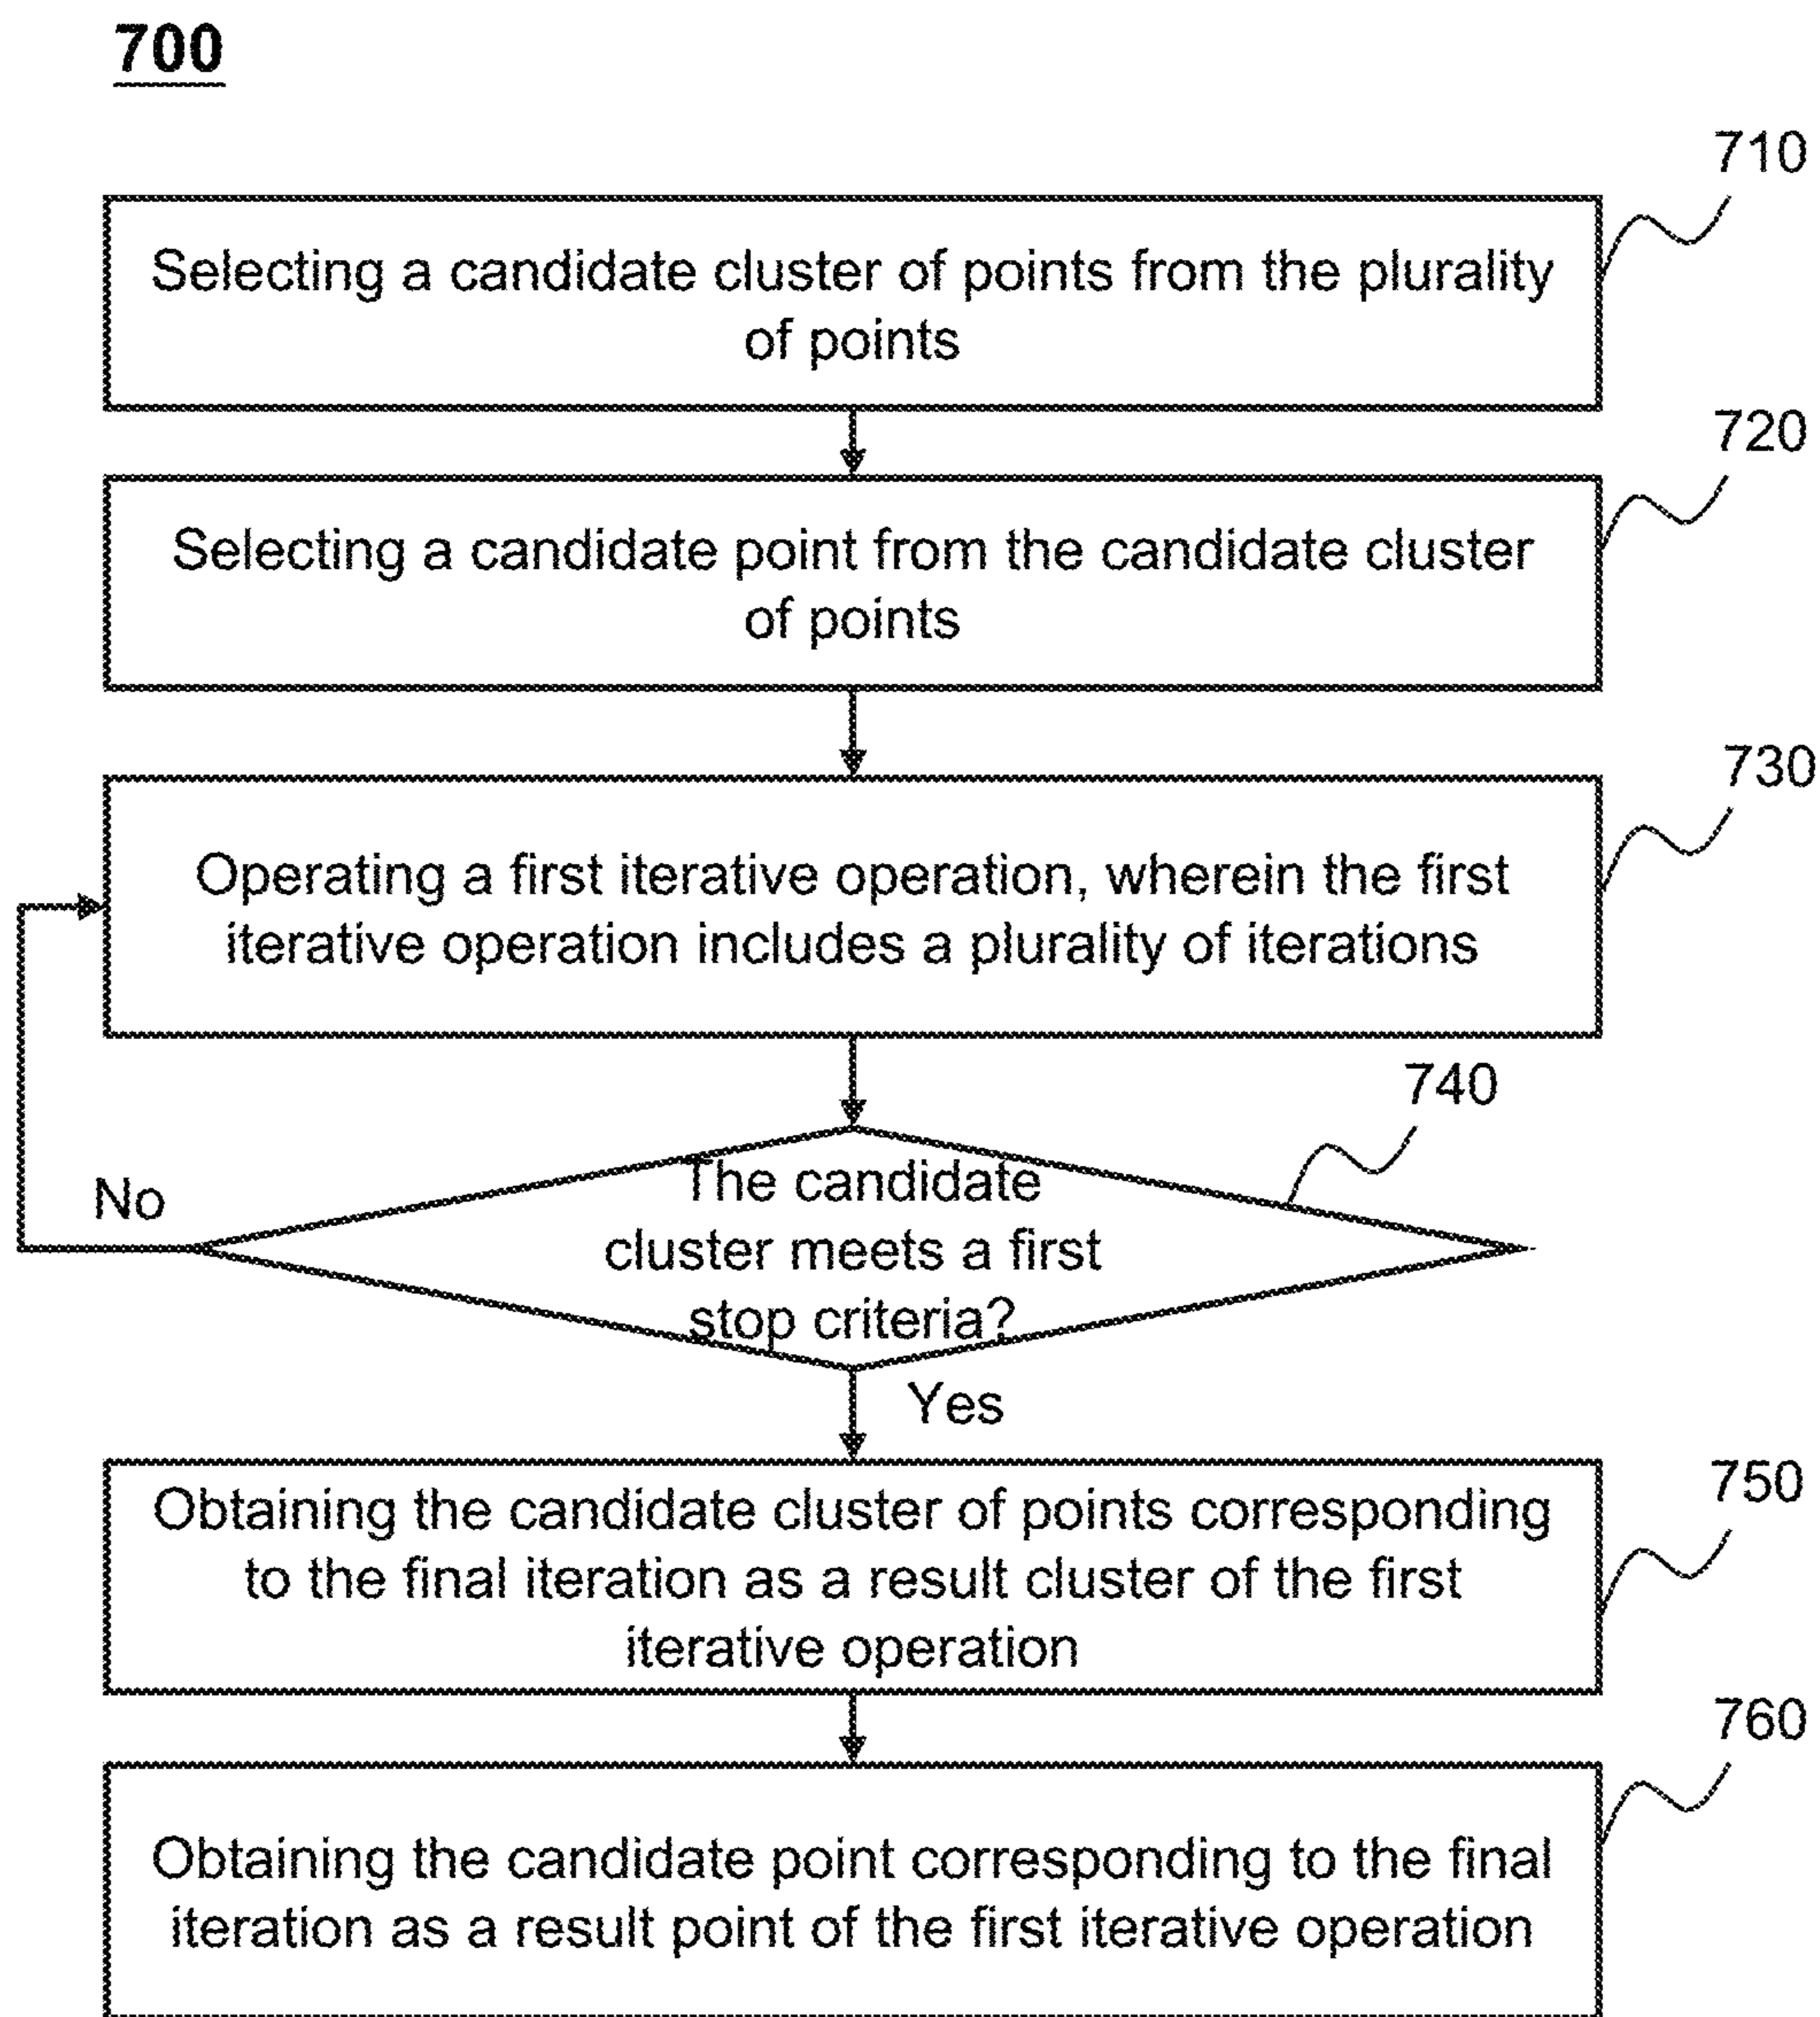 700
710
Selecting a candidate cluster of points from the plurality
of points
720
Selecting a candidate point from the candidate cluster
of points
730
Operating a first iterative operation, wherein the first
iterative operation includes a plurality of iterations
740
The candidate
cluster meets a first
stop criteria?
No
Yes
750
Obtaining the candidate cluster of points corresponding
to the final iteration as a result cluster of the first
iterative operation
760
Obtaining the candidate point corresponding to the final
iteration as a result point of the first iterative operation